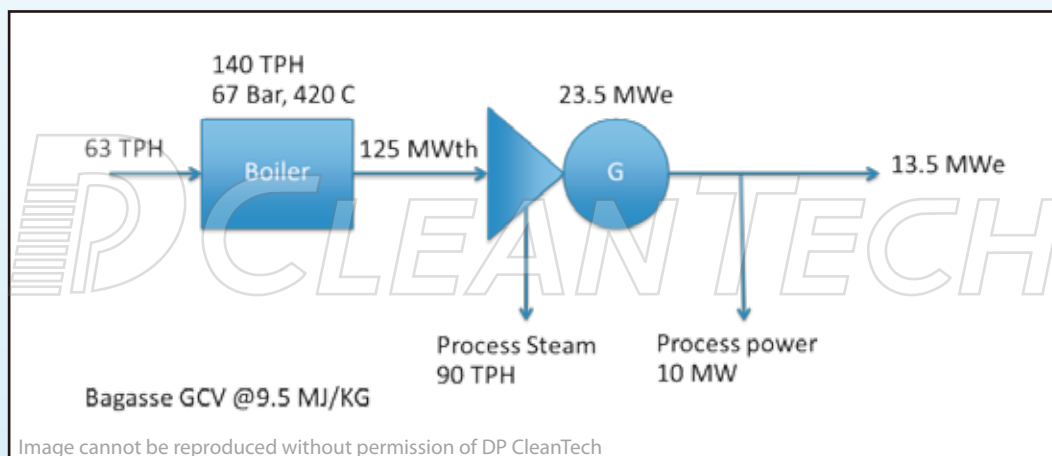 140 TPH
67 Bar, 420 C
23.5 MWe
63 TPH
Boiler
125 MWth
G
13.5 MWe
Process Steam
90 TPH
Process power
10 MW
Bagasse GCV @9.5 MJ/KG
DP CLEANTECH
Image cannot be reproduced without permission of DP CleanTech